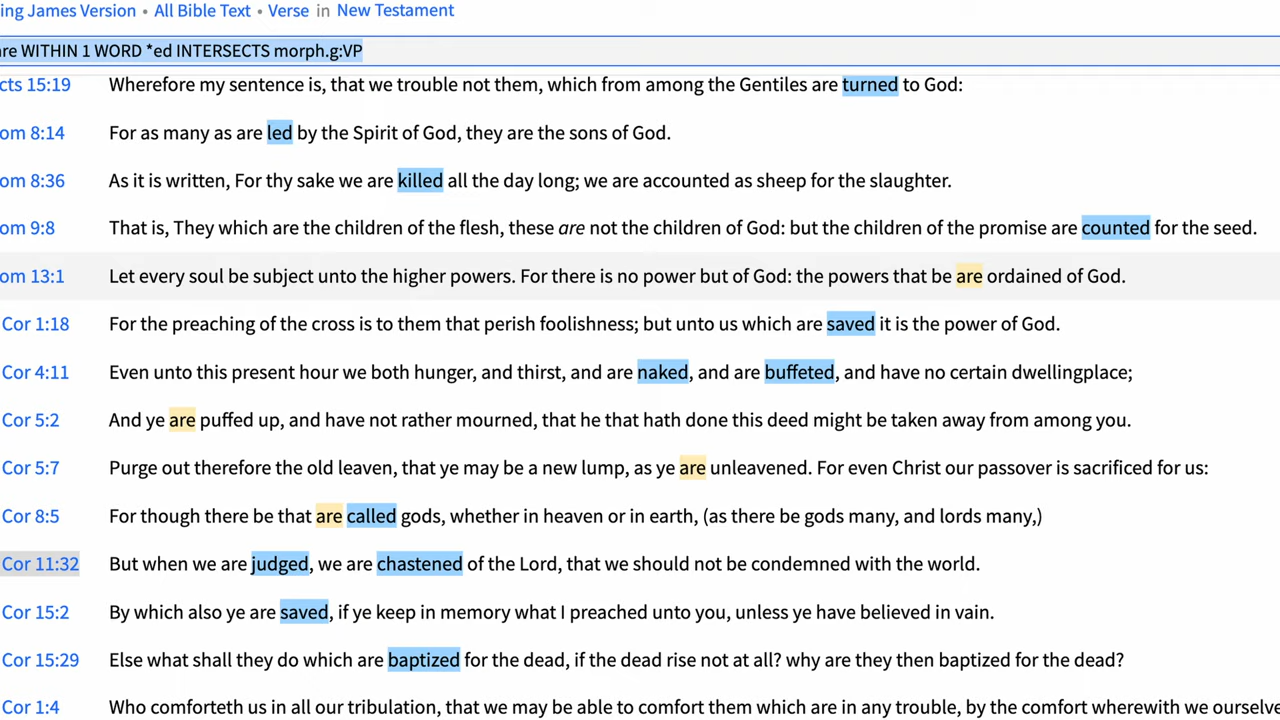 ing James Version • All Bible Text • Verse in New Testament
are WITHIN 1 WORD *ed INTERSECTS morph.g:VP
cts 15:19 Wherefore my sentence is, that we trouble not them, which from among the Gentiles are turned to God:
om 8:14 For as many as are led by the Spirit of God, they are the sons of God.
om 8:36 As it is written, For thy sake we are killed all the day long; we are accounted as sheep for the slaughter.
om 9:8 That is, They which are the children of the flesh, these are not the children of God: but the children of the promise are counted for the seed.
om 13:1 Let every soul be subject unto the higher powers. For there is no power but of God: the powers that be are ordained of God.
Cor 1:18 For the preaching of the cross is to them that perish foolishness; but unto us which are saved it is the power of God.
Cor 4:11 Even unto this present hour we both hunger, and thirst, and are naked, and are buffeted, and have no certain dwellingplace;
Cor 5:2 And ye are puffed up, and have not rather mourned, that he that hath done this deed might be taken away from among you.
Cor 5:7 Purge out therefore the old leaven, that ye may be a new lump, as ye are unleavened. For even Christ our passover is sacrificed for us:
Cor 8:5 For though there be that are called gods, whether in heaven or in earth, (as there be gods many, and lords many,)
Cor 11:32 But when we are judged, we are chastened of the Lord, that we should not be condemned with the world.
Cor 15:2 By which also ye are saved, if ye keep in memory what I preached unto you, unless ye have believed in vain.
Cor 15:29 Else what shall they do which are baptized for the dead, if the dead rise not at all? why are they then baptized for the dead?
Cor 1:4 Who comforteth us in all our tribulation, that we may be able to comfort them which are in any trouble, by the comfort wherewith we ourselve